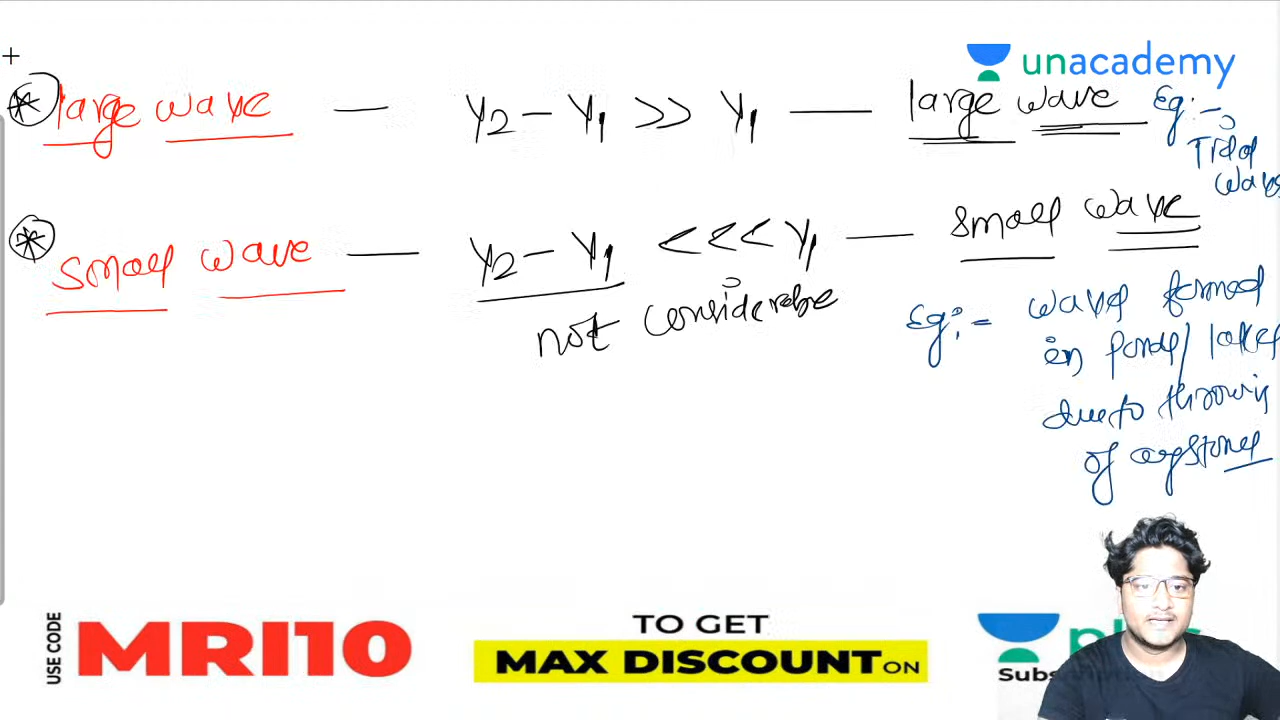 unacademy
large wave — y2 - y1 >> y1 — large wave Eg:-
Tidal
wave
small wave — y2 - y1 <<< y1 — small wave
not considerable
Eg:= waves formed
in ponds/lakes
due to throwing
of stones
USE CODE MRI10
TO GET
MAX DISCOUNT ON